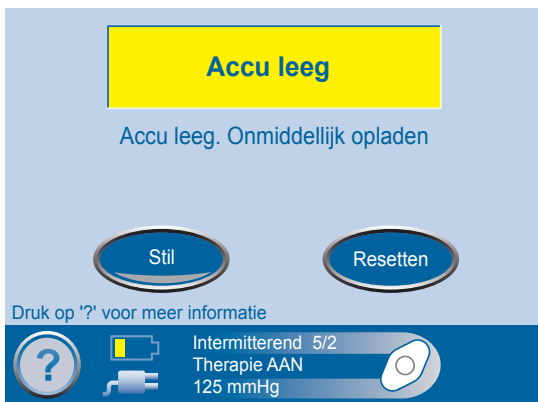 Accu leeg
Accu leeg. Onmiddellijk opladen
Stil
Resetten
Druk op '?' voor meer informatie
?
Intermitterend 5/2
Therapie AAN
125 mmHg